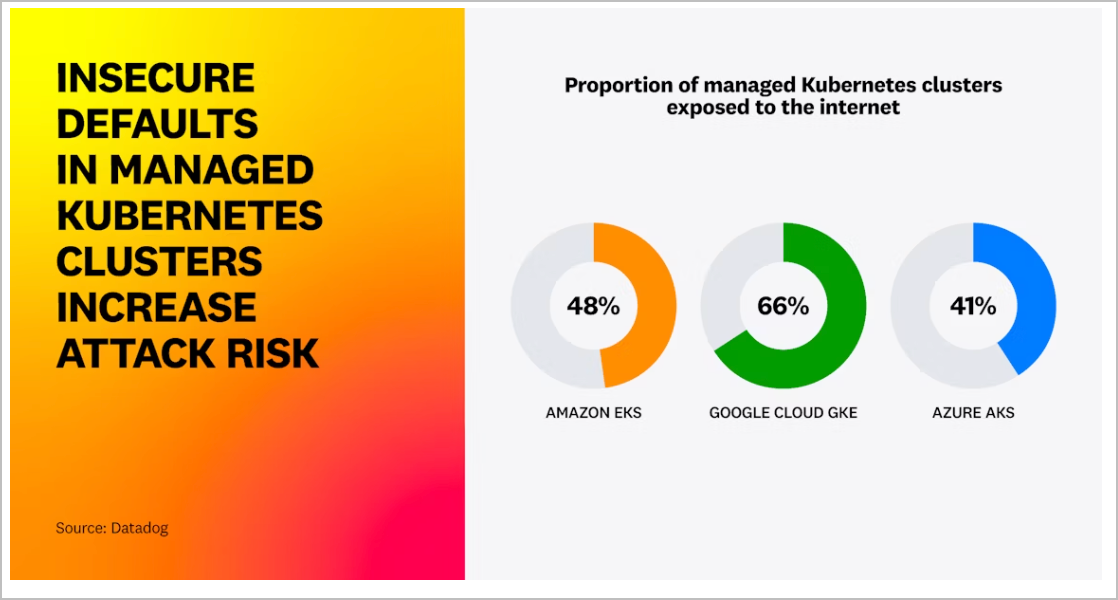 INSECURE
DEFAULTS
IN MANAGED
KUBERNETES
CLUSTERS
INCREASE
ATTACK RISK
Source: Datadog
Proportion of managed Kubernetes clusters
exposed to the internet
48%
66%
41%
AMAZON EKS
GOOGLE CLOUD GKE
AZURE AKS